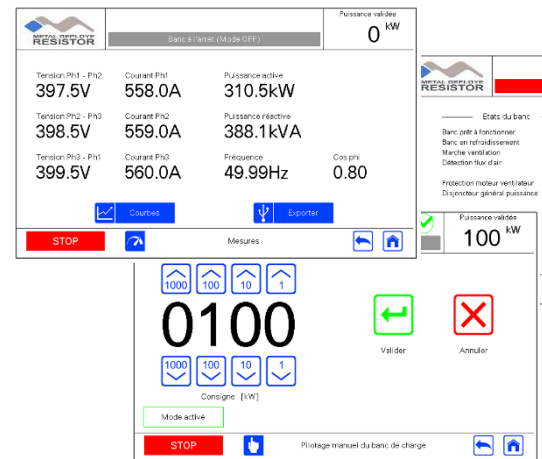 METAL DEPLOYE
RESISTOR
Banc à l'arrêt (Mode OFF)
Puissance validée
0 kW
Tension Ph1 - Ph2
397.5V
Courant Ph1
558.0A
Puissance active
310.5kW
Tension Ph2 - Ph3
398.5V
Courant Ph2
559.0A
Puissance réactive
388.1kVA
Tension Ph3 - Ph1
399.5V
Courant Ph3
560.0A
Fréquence
49.99Hz
Cos phi
0.80
Courbes
Exporter
STOP
Mesures
METAL DEPLOYE
RESISTOR
Etats du banc
Banc prêt à fonctionner
Banc en refroidissement
Marche ventilation
Détection flux d'air
Protection moteur ventilateur
Disjoncteur général puissance
Puissance validée
100 kW
1000 100 10 1
0100
1000 100 10 1
Consigne [kW]
Valider
Annuler
Mode activé
STOP
Pilotage manuel du banc de charge